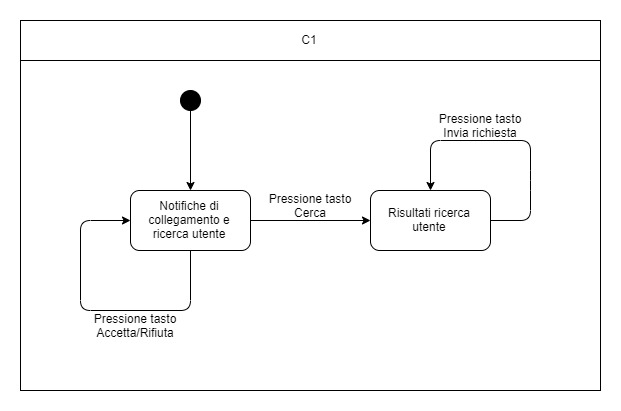 C1
Pressione tasto
Invia richiesta
Notifiche di
collegamento e
ricerca utente
Pressione tasto
Cerca
Risultati ricerca
utente
Pressione tasto
Accetta/Rifiuta